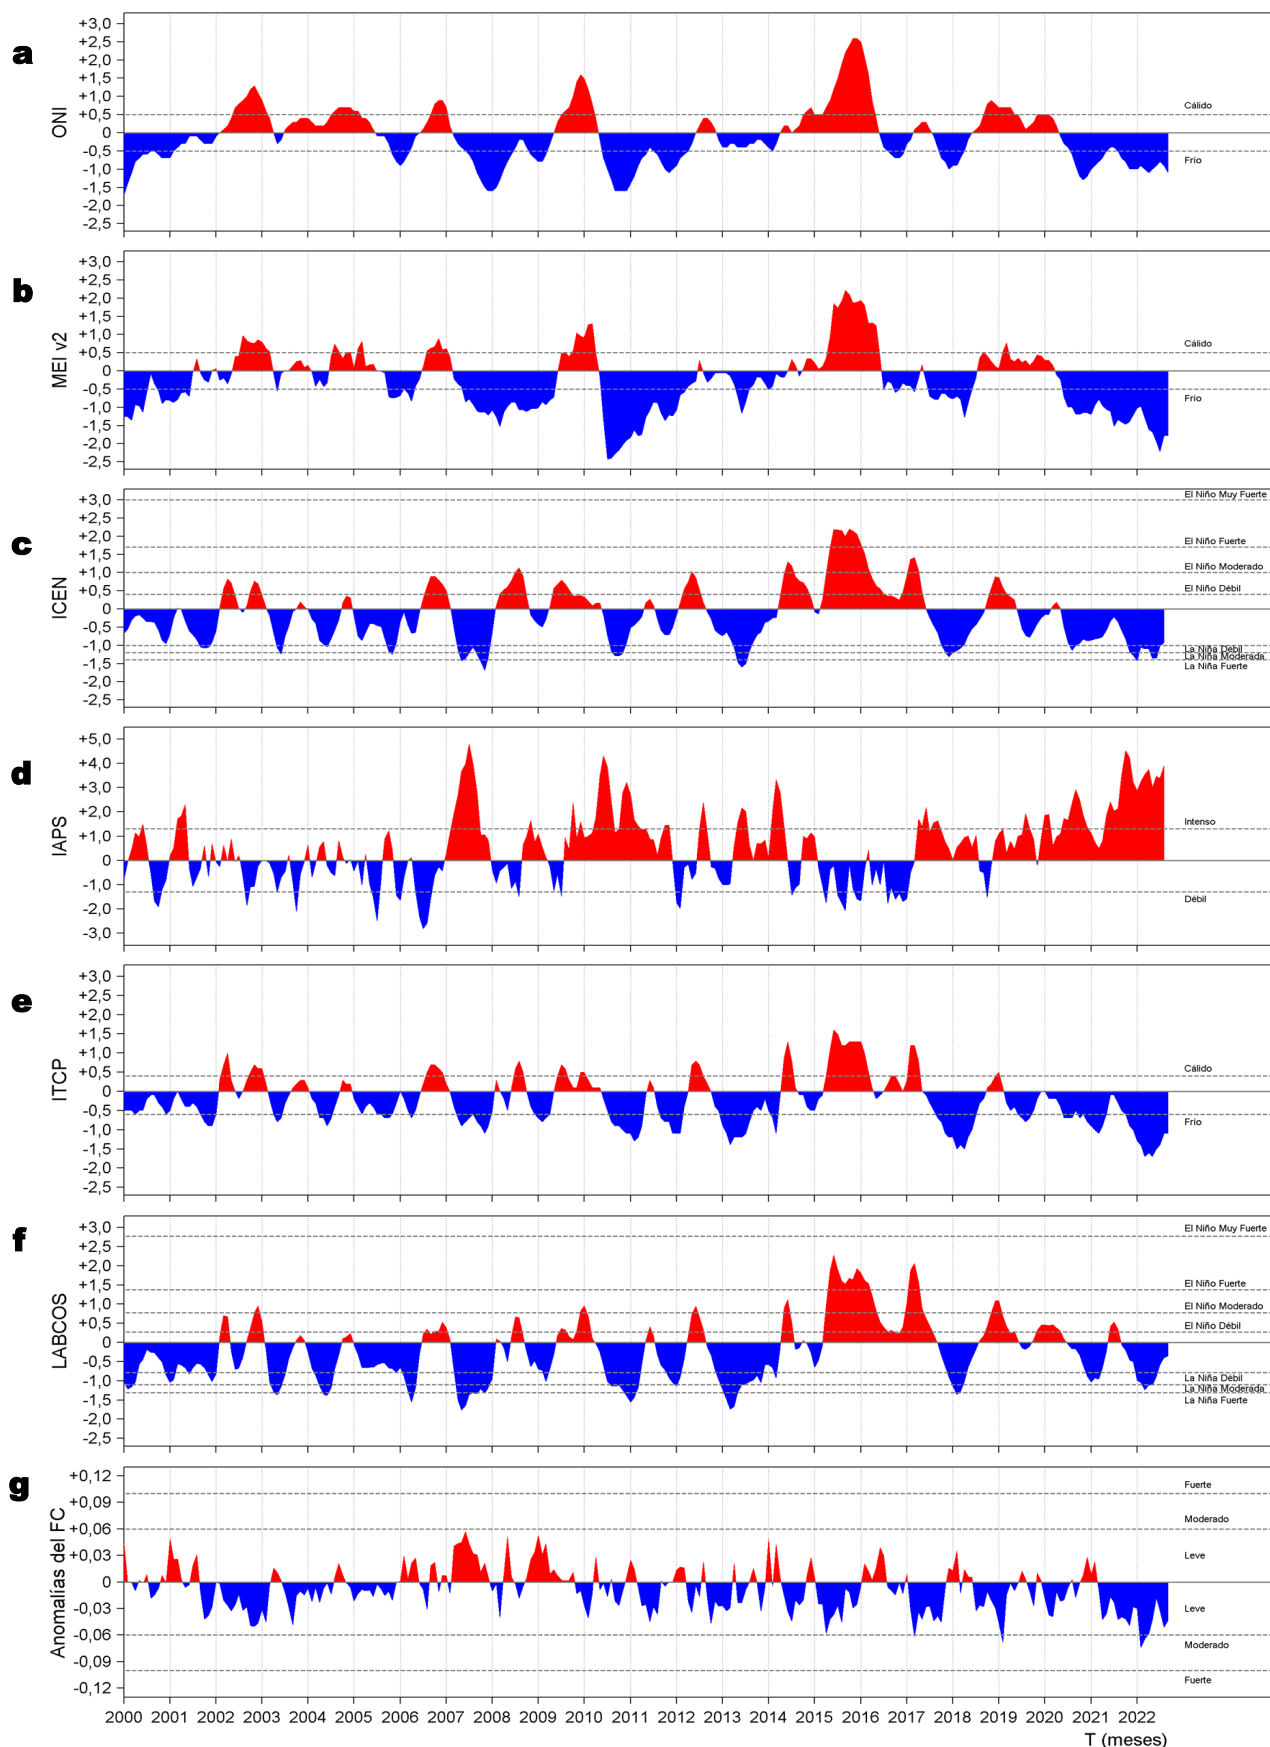 a
ONI
+3,0
+2,5
+2,0
+1,5
+1,0
+0,5
0
-0,5
-1,0
-1,5
-2,0
-2,5
Cálido
Frío
b
MEI v2
+3,0
+2,5
+2,0
+1,5
+1,0
+0,5
0
-0,5
-1,0
-1,5
-2,0
-2,5
Cálido
Frío
c
ICEN
+3,0
+2,5
+2,0
+1,5
+1,0
+0,5
0
-0,5
-1,0
-1,5
-2,0
-2,5
El Niño Muy Fuerte
El Niño Fuerte
El Niño Moderado
El Niño Débil
La Niña Débil
La Niña Moderada
La Niña Fuerte
d
IAPS
+5,0
+4,0
+3,0
+2,0
+1,0
0
-1,0
-2,0
-3,0
Intenso
Débil
e
ITCP
+3,0
+2,5
+2,0
+1,5
+1,0
+0,5
0
-0,5
-1,0
-1,5
-2,0
-2,5
Cálido
Frío
f
LABCOS
+3,0
+2,5
+2,0
+1,5
+1,0
+0,5
0
-0,5
-1,0
-1,5
-2,0
-2,5
El Niño Muy Fuerte
El Niño Fuerte
El Niño Moderado
El Niño Débil
La Niña Débil
La Niña Moderada
La Niña Fuerte
g
Anomalías del FC
+0,12
+0,09
+0,06
+0,03
0
-0,03
-0,06
-0,09
-0,12
Fuerte
Moderado
Leve
Leve
Moderado
Fuerte
2000 2001 2002 2003 2004 2005 2006 2007 2008 2009 2010 2011 2012 2013 2014 2015 2016 2017 2018 2019 2020 2021 2022
T (meses)